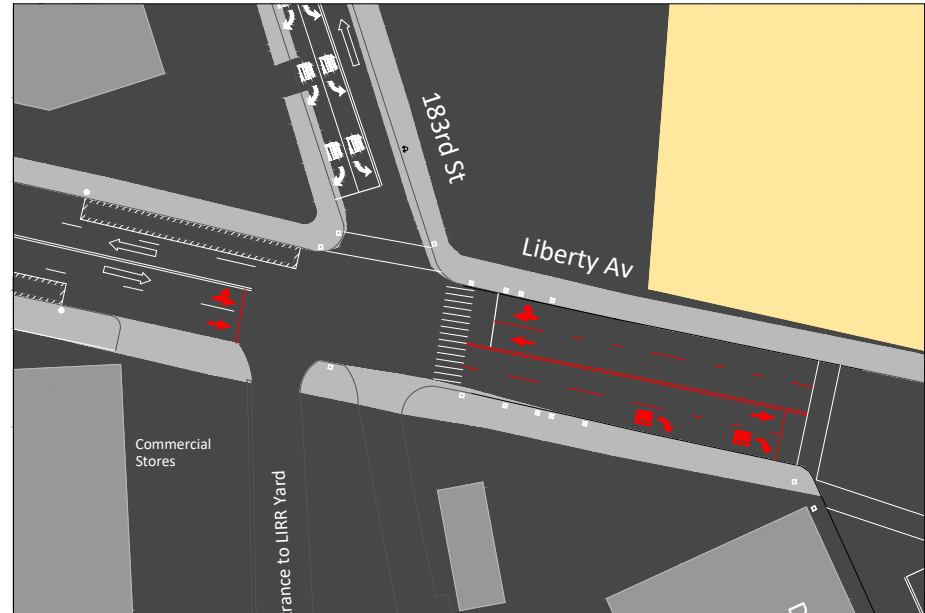 183rd St
Liberty Av
Commercial
Stores
rance to LIRR Yard
D